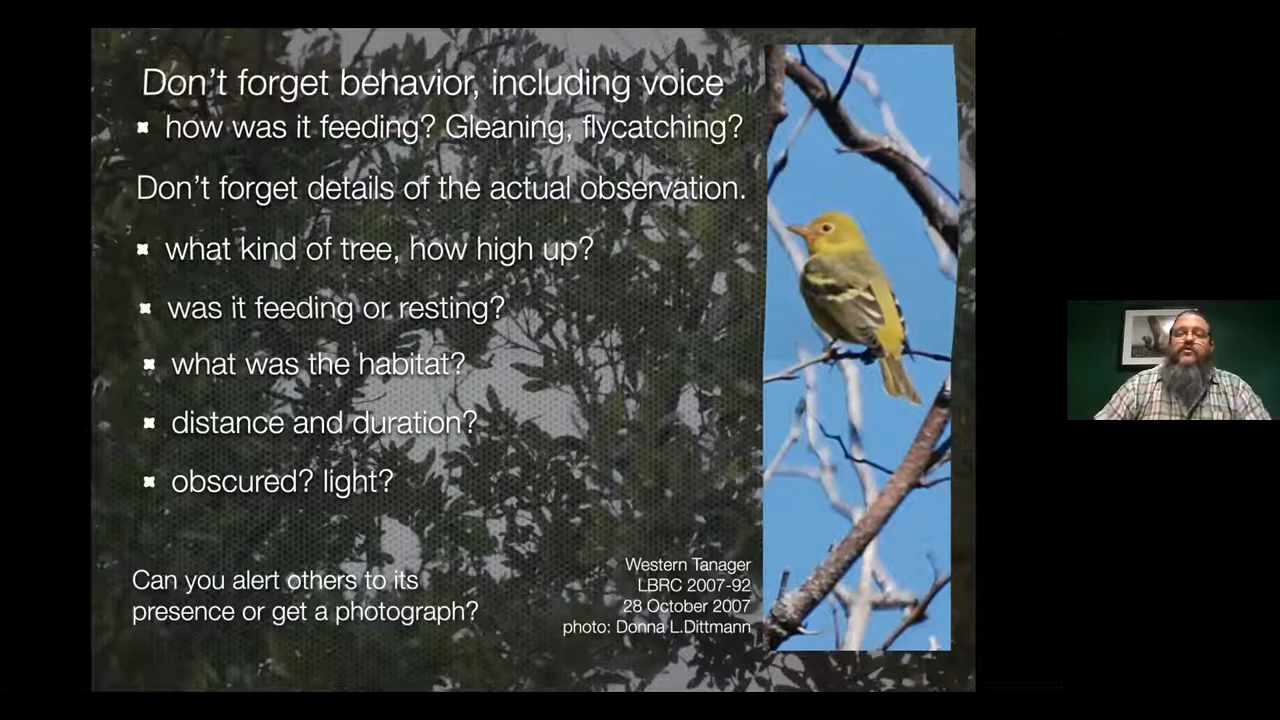 Don't forget behavior, including voice
how was it feeding? Gleaning, flycatching?
Don't forget details of the actual observation.
what kind of tree, how high up?
was it feeding or resting?
what was the habitat?
distance and duration?
obscured? light?
Can you alert others to its
presence or get a photograph?
Western Tanager
LBRC 2007-92
28 October 2007
photo: Donna L.Dittmann